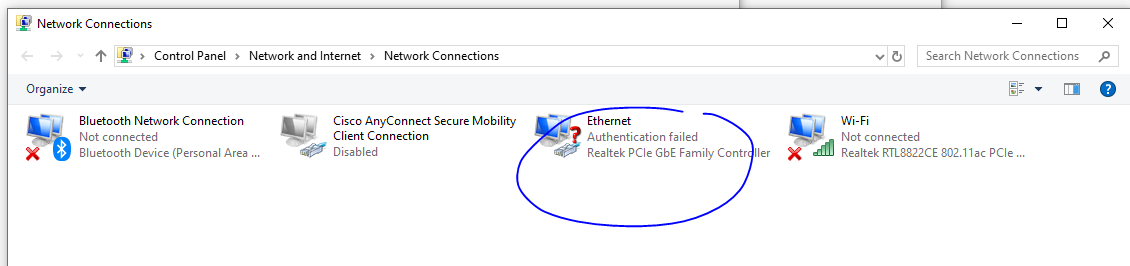 Network Connections
Control Panel > Network and Internet > Network Connections
Search Network Connections
Organize
Bluetooth Network Connection
Not connected
Bluetooth Device (Personal Area ...
Cisco AnyConnect Secure Mobility
Client Connection
Disabled
Ethernet
Authentication failed
Realtek PCIe GbE Family Controller
Wi-Fi
Not connected
Realtek RTL8822CE 802.11ac PCIe ...